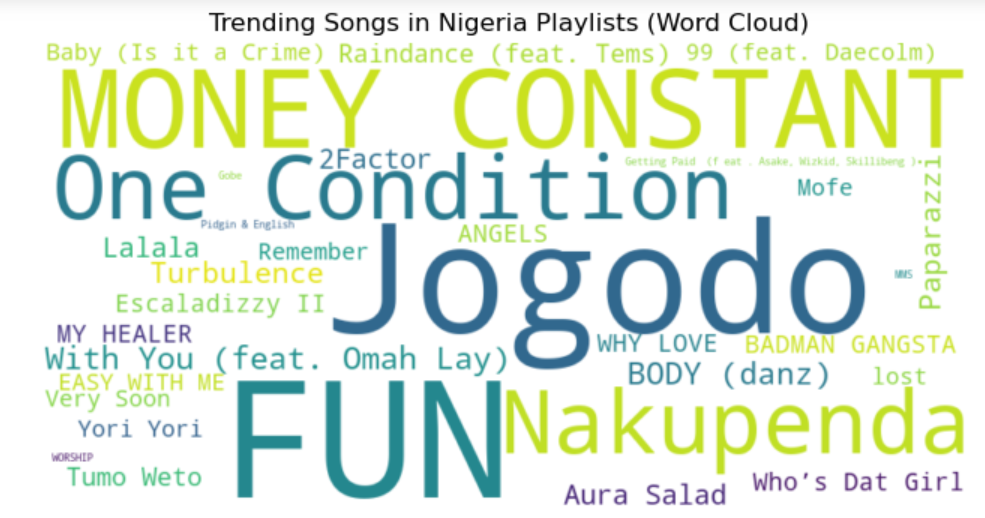 Trending Songs in Nigeria Playlists (Word Cloud)
Baby (Is it a Crime)
Raindance (feat. Tems)
99 (feat. Daecolm)
MONEY CONSTANT
One Condition
2Factor
Getting Paid (f eat . Asake, Wizkid, Skillibeng )
Gobe
Mofe
Paparazzi
Pidgin & English
ANGELS
Lalala
Remember
Jogodo
Turbulence
MMS
Escaladizzy II
MY HEALER
WHY LOVE
BADMAN GANGSTA
With You (feat. Omah Lay)
BODY (danz)
lost
EASY WITH ME
Very Soon
FUN
Nakupenda
Yori Yori
WORSHIP
Tumo Weto
Aura Salad
Who’s Dat Girl